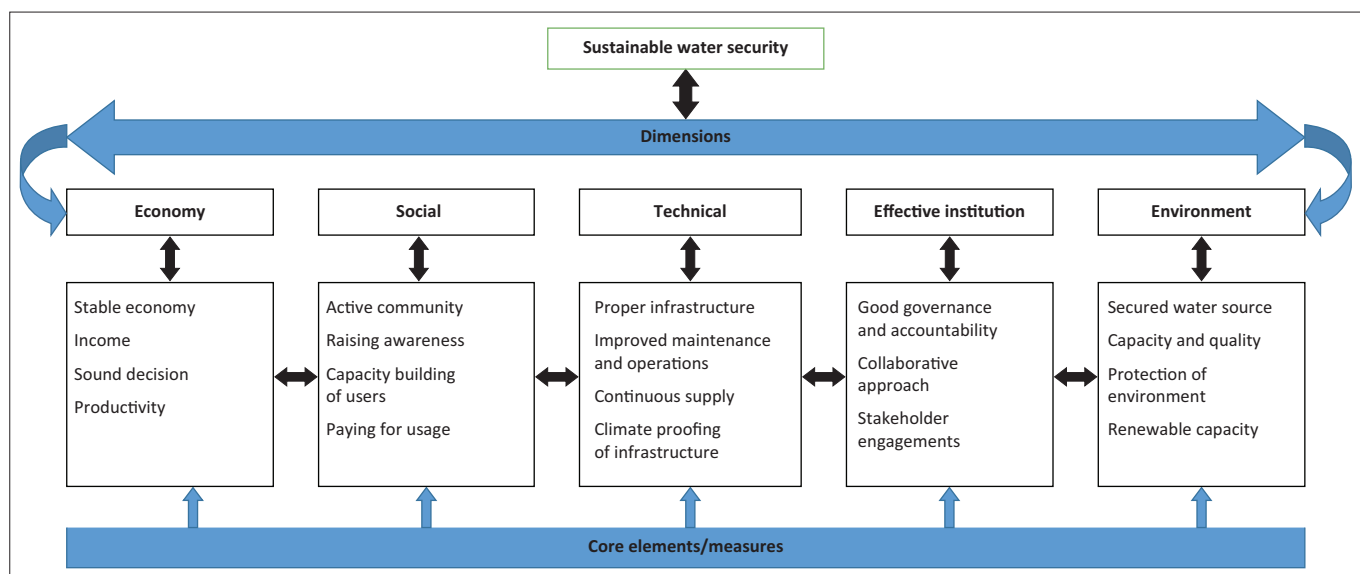 Sustainable water security
Dimensions
Economy
Social
Technical
Effective institution
Environment
Stable economy
Income
Sound decision
Productivity
Active community
Raising awareness
Capacity building
of users
Paying for usage
Proper infrastructure
Improved maintenance
and operations
Continuous supply
Climate proofing
of infrastructure
Good governance
and accountability
Collaborative
approach
Stakeholder
engagements
Secured water source
Capacity and quality
Protection of
environment
Renewable capacity
Core elements/measures